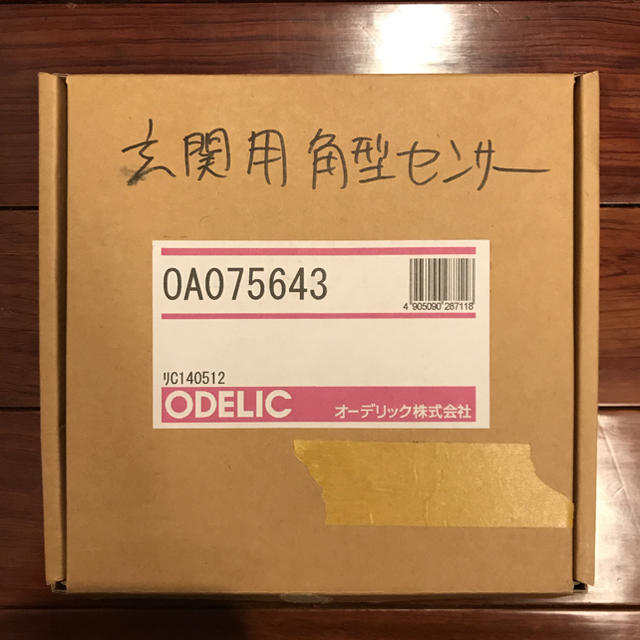 玄関用角型センサー
OA075643
4 905090 287118
ﾘC140512
ODELIC オーデリック株式会社